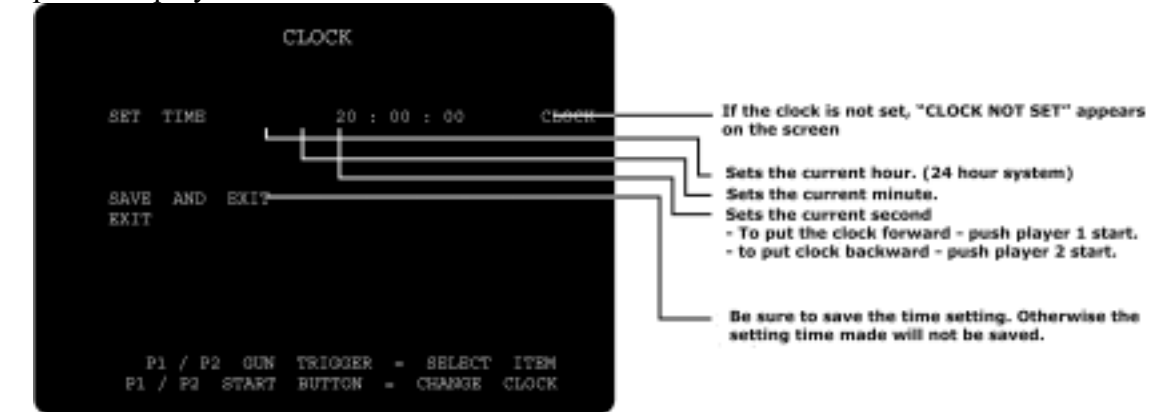 CLOCK
SET TIME 20 : 00 : 00 CLOCK
If the clock is not set, "CLOCK NOT SET" appears
on the screen
Sets the current hour. (24 hour system)
Sets the current minute.
SAVE AND EXIT
EXIT
Sets the current second
- To put the clock forward - push player 1 start.
- to put clock backward - push player 2 start.
Be sure to save the time setting. Otherwise the
setting time made will not be saved.
P1 / P2 GUN TRIGGER - SELECT ITEM
P1 / P2 START BUTTON - CHANGE CLOCK